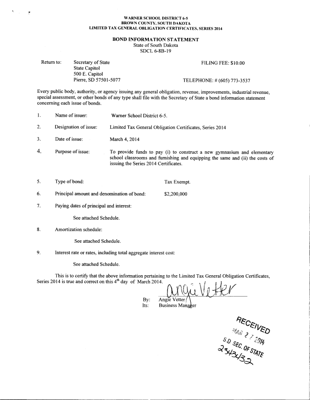 WARNER SCHOOL DISTRICT 6-5
BROWN COUNTY, SOUTH DAKOTA
LIMITED TAX GENERAL OBLIGATION CERTIFICATES, SERIES 2014
BOND INFORMATION STATEMENT
State of South Dakota
SDCL 6-8B-19
Return to: Secretary of State FILING FEE: $10.00
State Capitol
500 E. Capitol
Pierre, SD 57501-5077 TELEPHONE: # (605) 773-3537
Every public body, authority, or agency issuing any general obligation, revenue, improvements, industrial revenue,
special assessment, or other bonds of any type shall file with the Secretary of State a bond information statement
concerning each issue of bonds.
1. Name of issuer: Warner School District 6-5.
2. Designation of issue: Limited Tax General Obligation Certificates, Series 2014
3. Date of issue: March 4, 2014
4. Purpose of issue: To provide funds to pay (i) to construct a new gymnasium and elementary
school classrooms and furnishing and equipping the same and (ii) the costs of
issuing the Series 2014 Certificates.
5. Type of bond: Tax Exempt.
6. Principal amount and denomination of bond: $2,200,000
7. Paying dates of principal and interest:
See attached Schedule.
8. Amortization schedule:
See attached Schedule.
9. Interest rate or rates, including total aggregate interest cost:
See attached Schedule.
This is to certify that the above information pertaining to the Limited Tax General Obligation Certificates,
Series 2014 is true and correct on this 4th day of March 2014.
Angie Vetter
By: Angie Vetter
Its: Business Manager
RECEIVED
MAR 2014
S.D. SEC. OF STATE